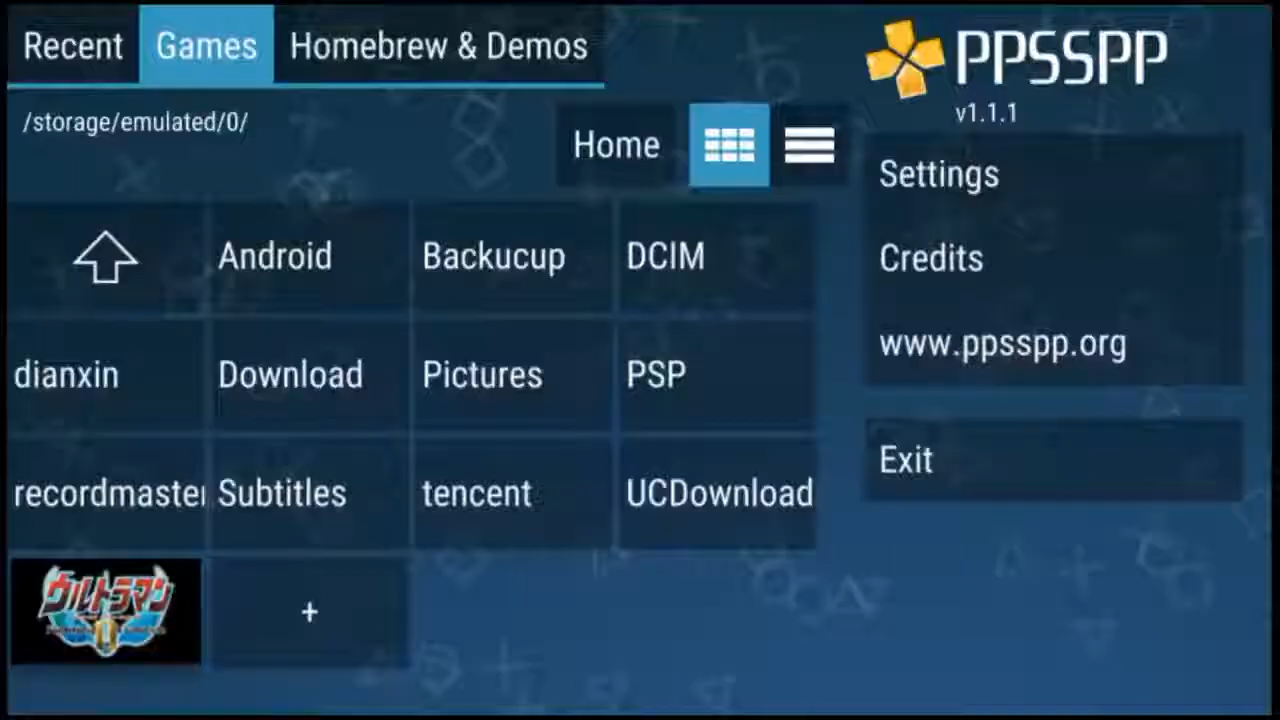 Recent Games Homebrew & Demos
PPSSPP
v1.1.1
/storage/emulated/0/
Home
Settings
Credits
www.ppsspp.org
Exit
Android Backucup DCIM
dianxin Download Pictures PSP
recordmaster Subtitles tencent UCDownload
ウルトラマン
+